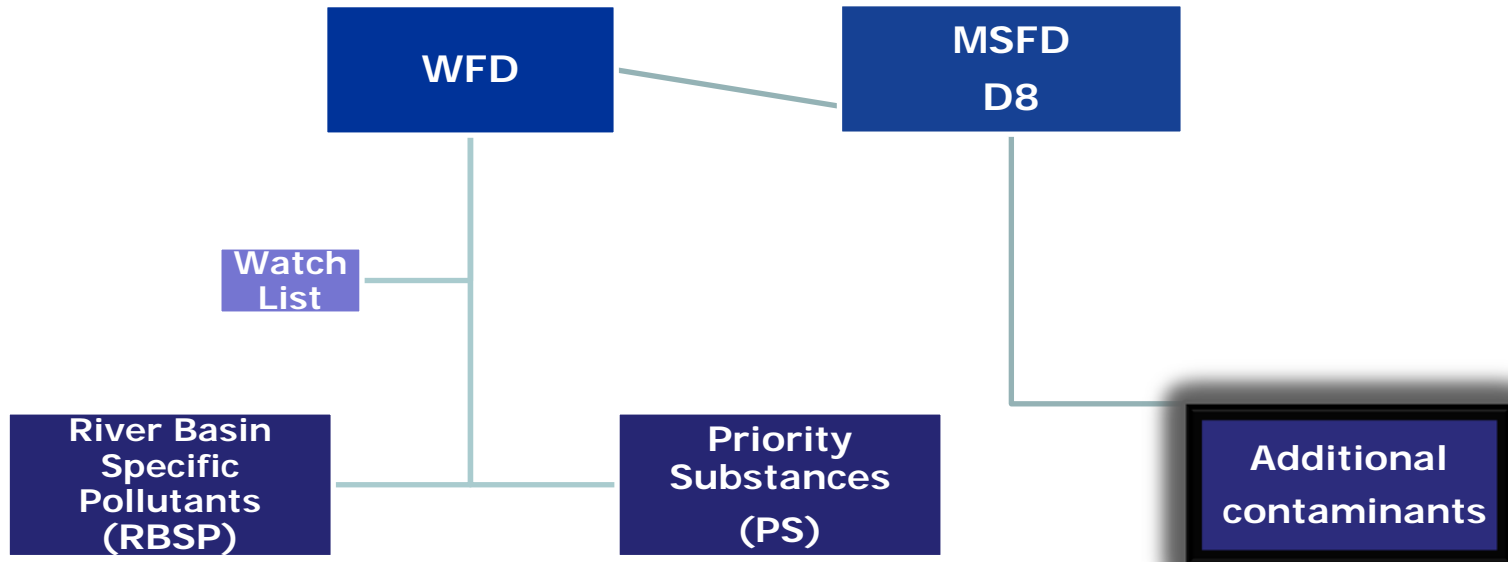 WFD
MSFD
D8
Watch
List
River Basin
Specific
Pollutants
(RBSP)
Priority
Substances
(PS)
Additional
contaminants